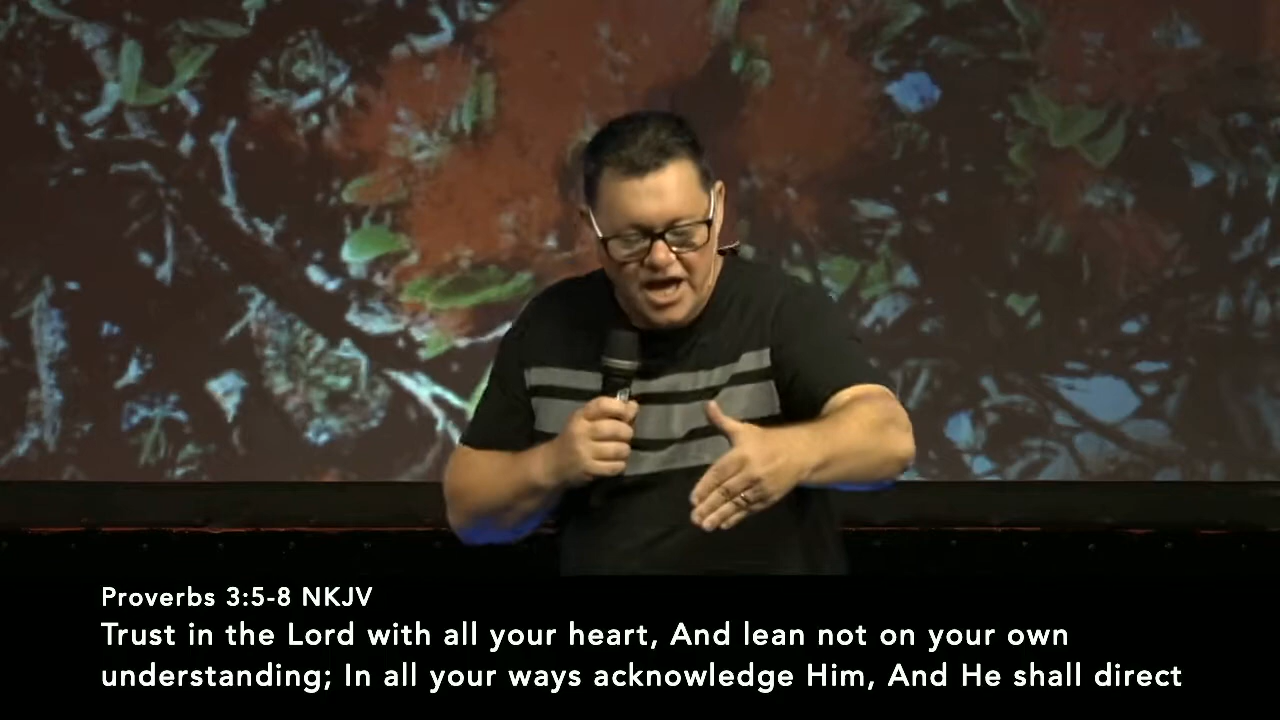 Proverbs 3:5-8 NKJV
Trust in the Lord with all your heart, And lean not on your own
understanding; In all your ways acknowledge Him, And He shall direct